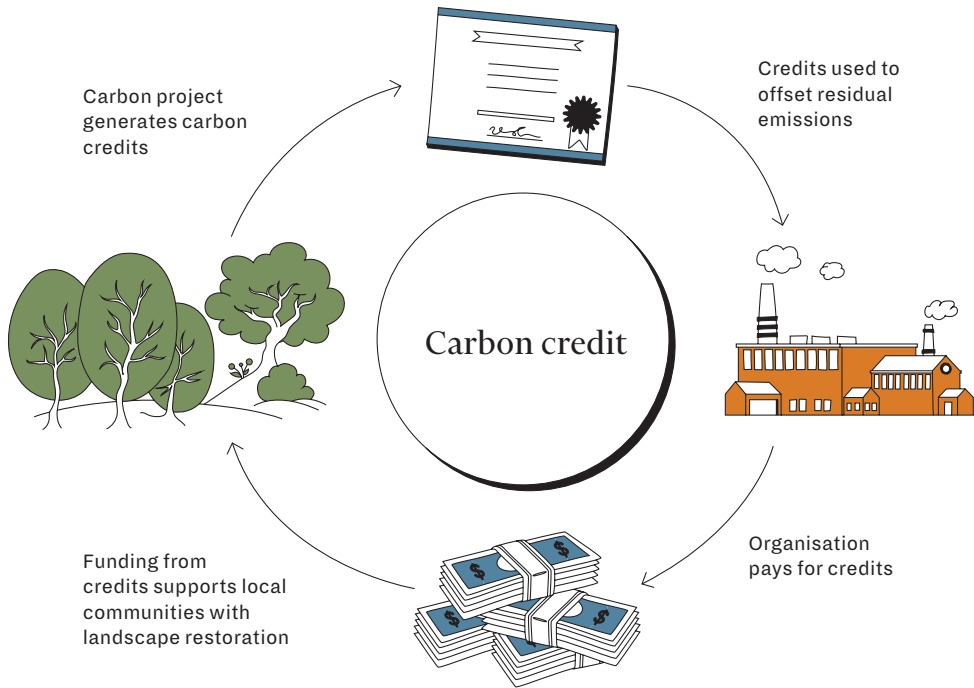 Carbon project
generates carbon
credits
Credits used to
offset residual
emissions
Carbon credit
Organisation
pays for credits
Funding from
credits supports local
communities with
landscape restoration
$
$
$
$